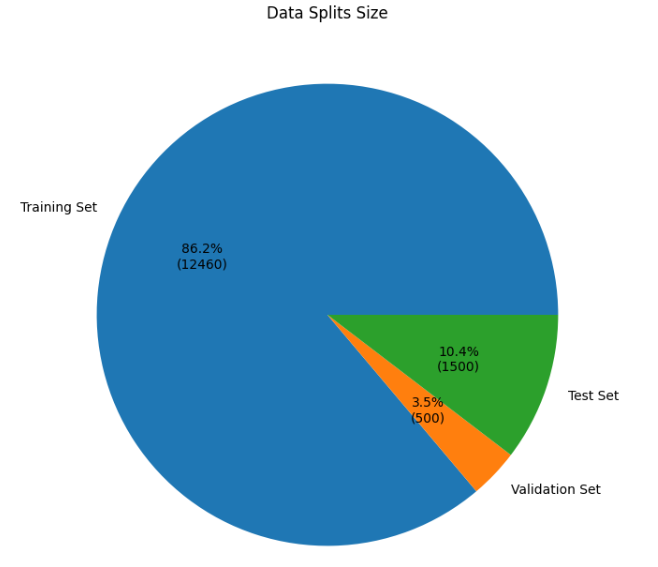 Data Splits Size
Training Set
86.2%
(12460)
10.4%
(1500)
Test Set
3.5%
(500)
Validation Set